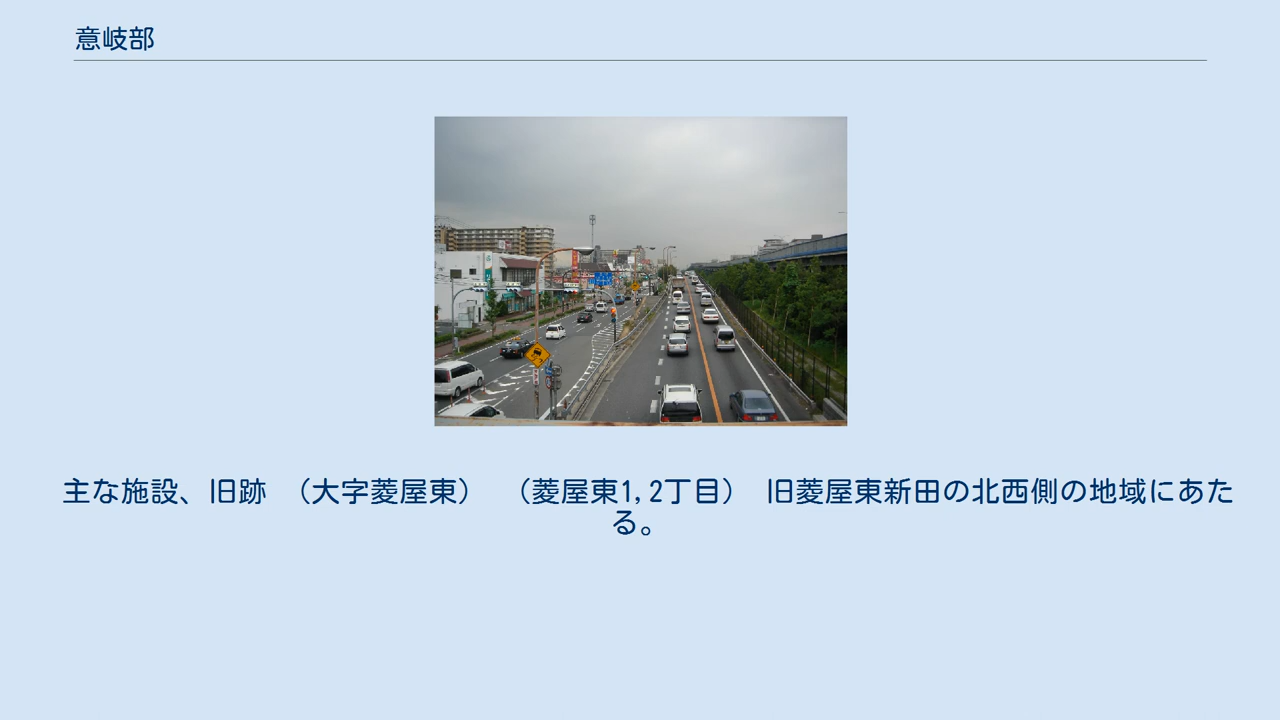 意岐部
主な施設、旧跡 （大字菱屋東） （菱屋東1,2丁目） 旧菱屋東新田の北西側の地域にあた
る。